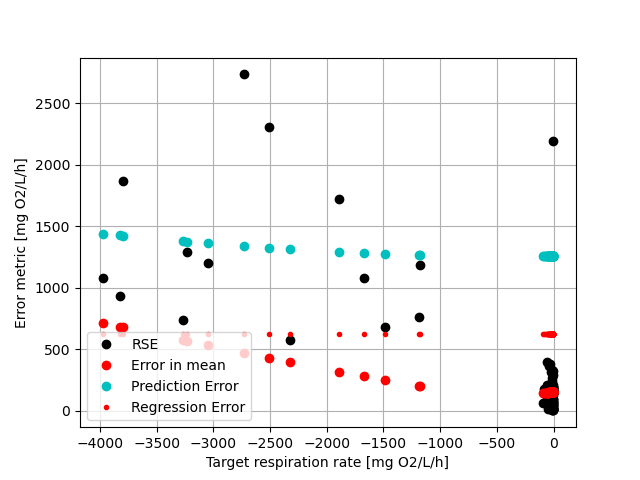 2500
2000
1500
1000
500
0
Error metric [mg O2/L/h]
RSE
Error in mean
Prediction Error
Regression Error
−4000 −3500 −3000 −2500 −2000 −1500 −1000 −500 0
Target respiration rate [mg O2/L/h]